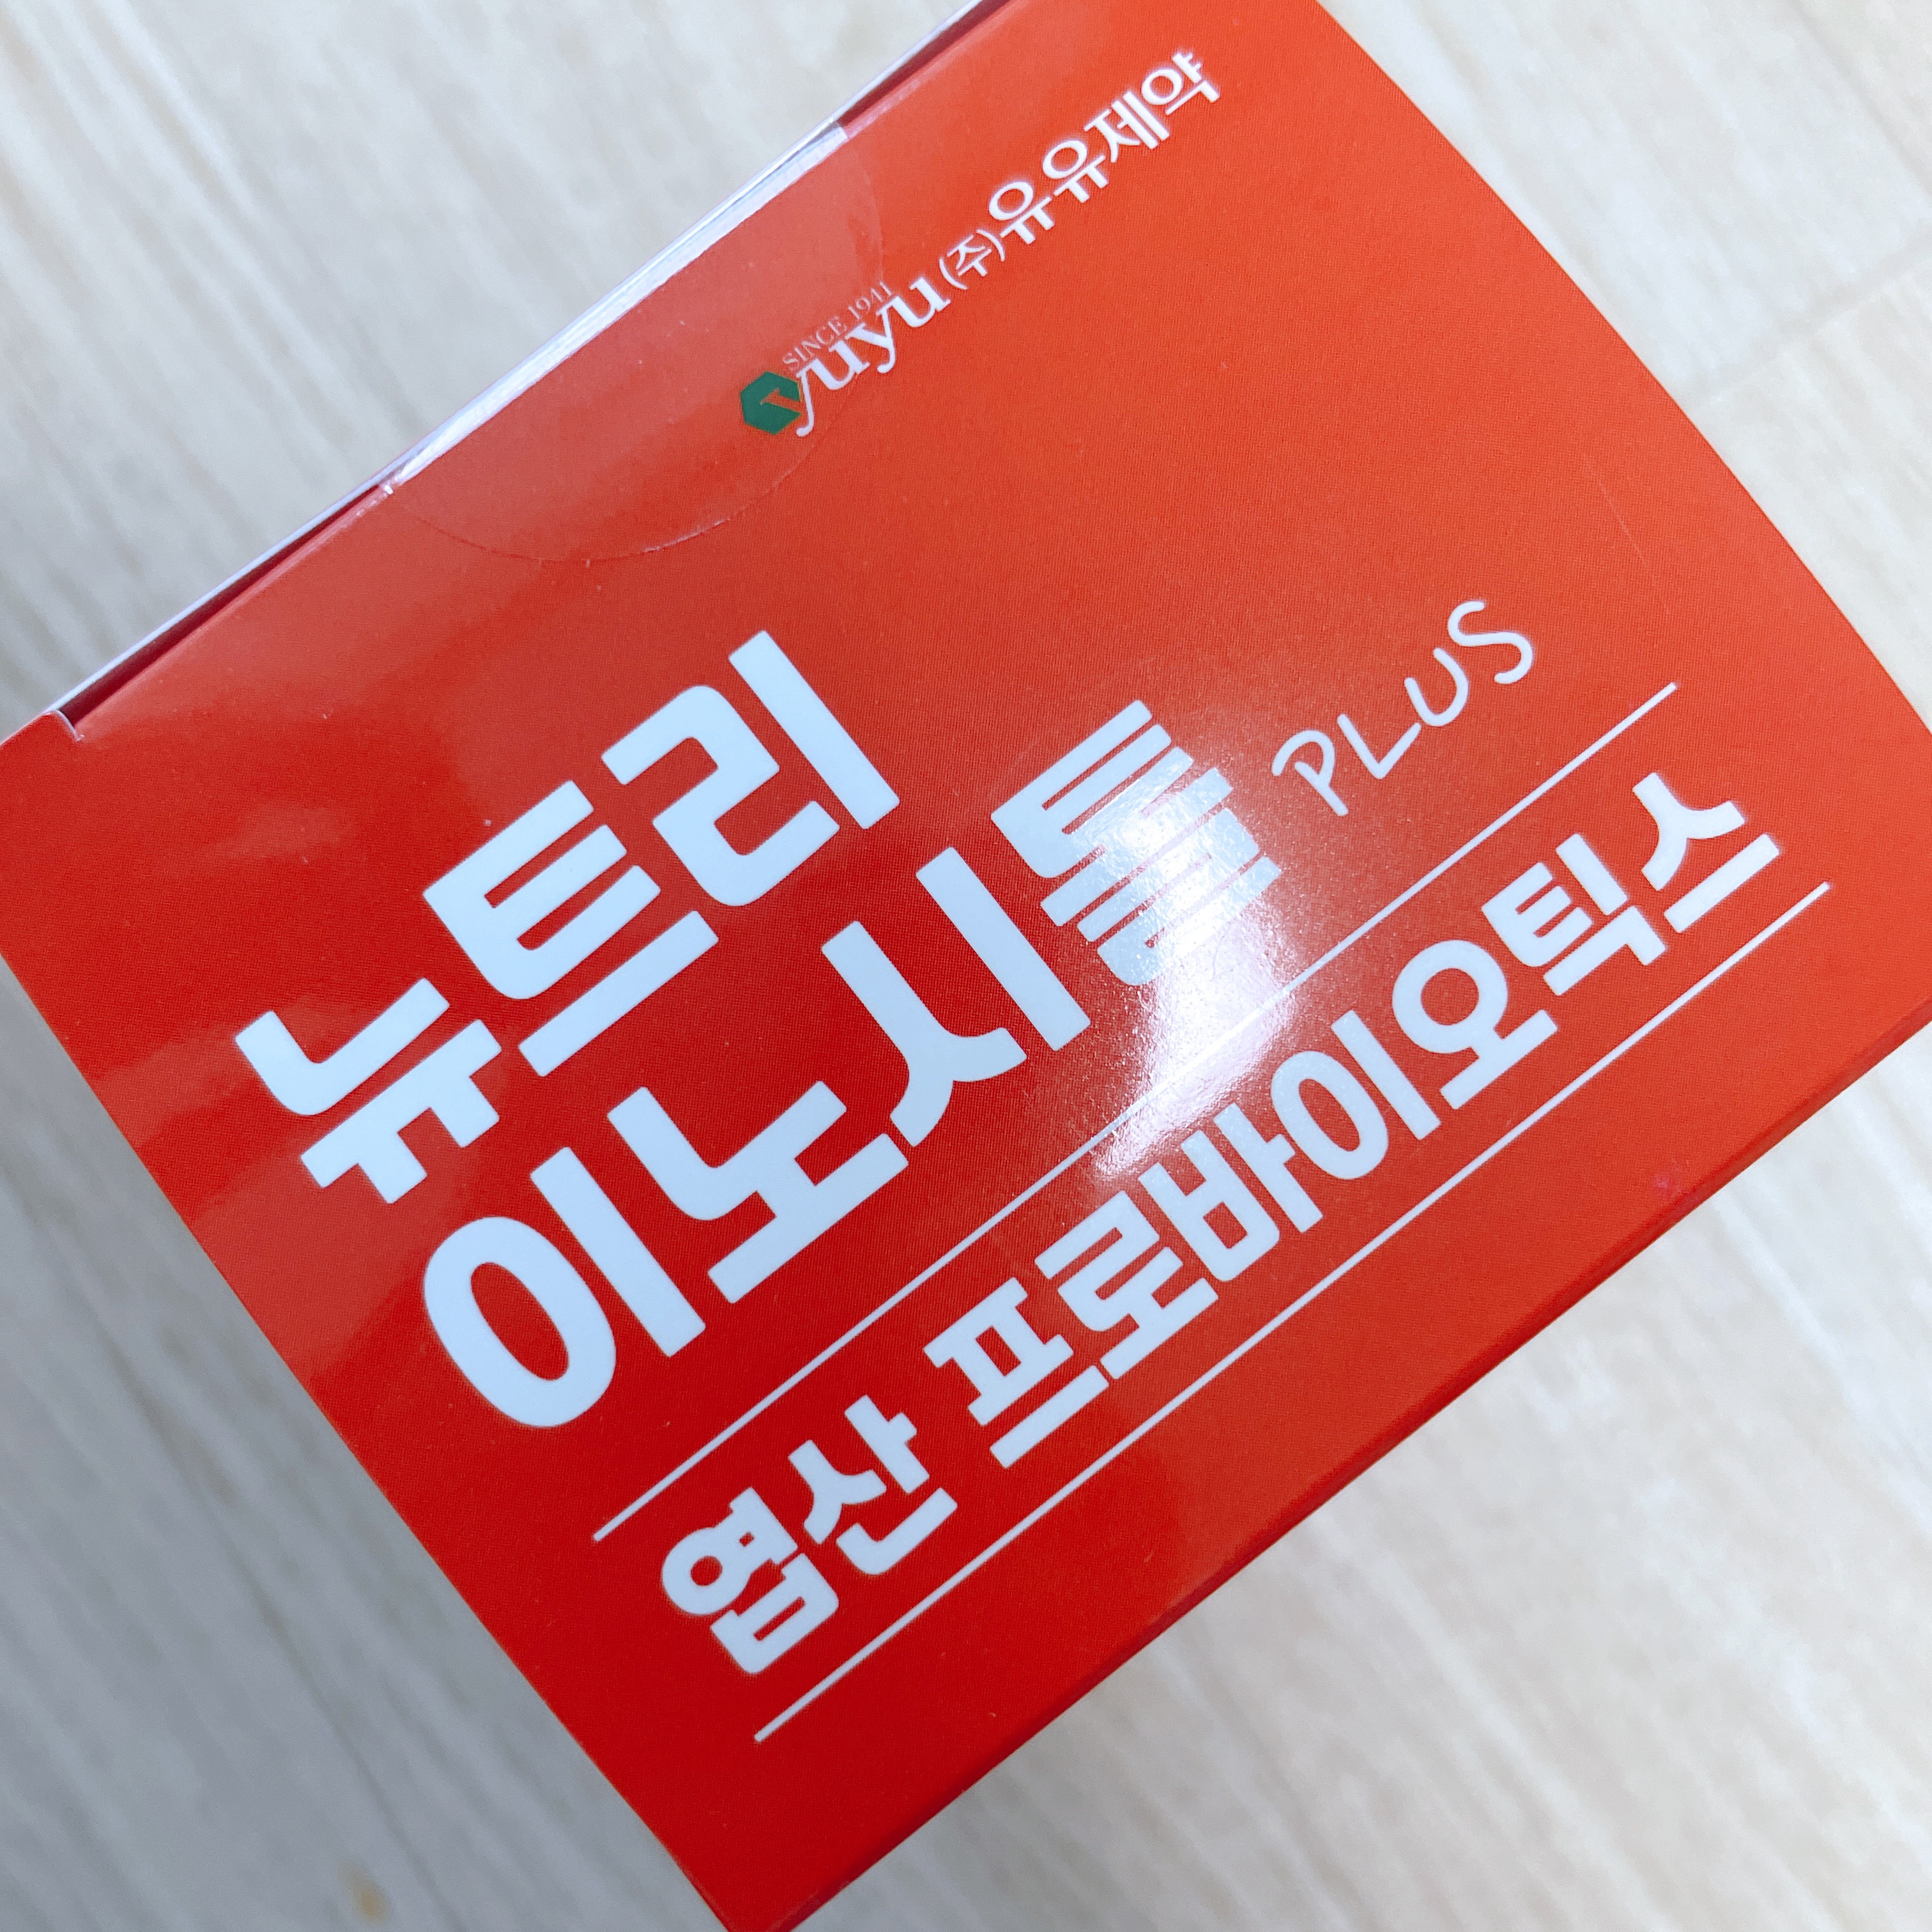 SINCE 1941
yuyu (주)유유제약
뉴트리
이노시톨 PLUS
엽산 프로바이오틱스